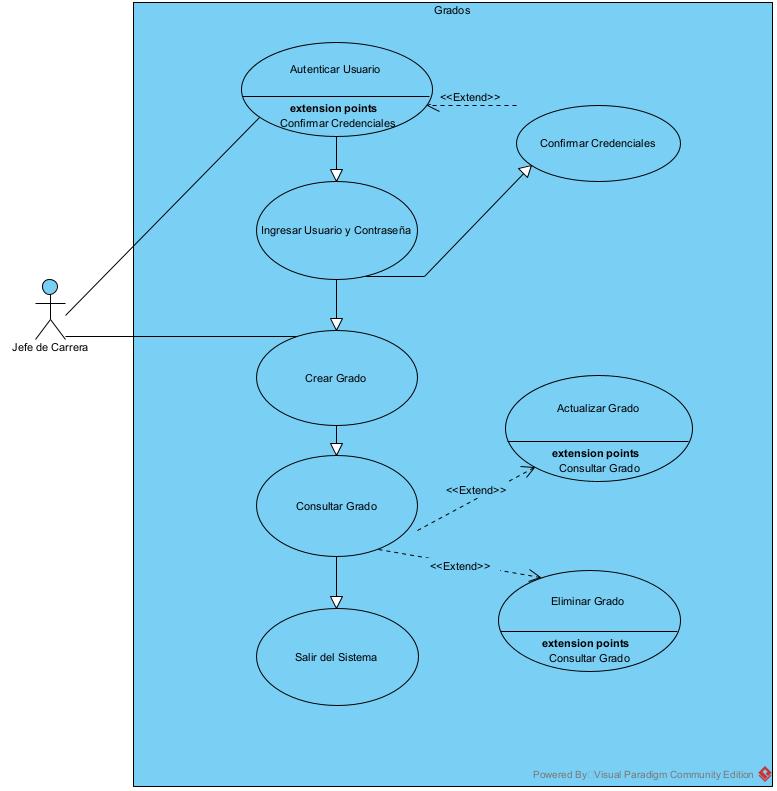 Grados
Autenticar Usuario
extension points
Confirmar Credenciales
<<Extend>>
Confirmar Credenciales
Ingresar Usuario y Contraseña
Jefe de Carrera
Crear Grado
Actualizar Grado
extension points
Consultar Grado
<<Extend>>
Consultar Grado
<<Extend>>
Eliminar Grado
extension points
Consultar Grado
Salir del Sistema
Powered By: Visual Paradigm Community Edition